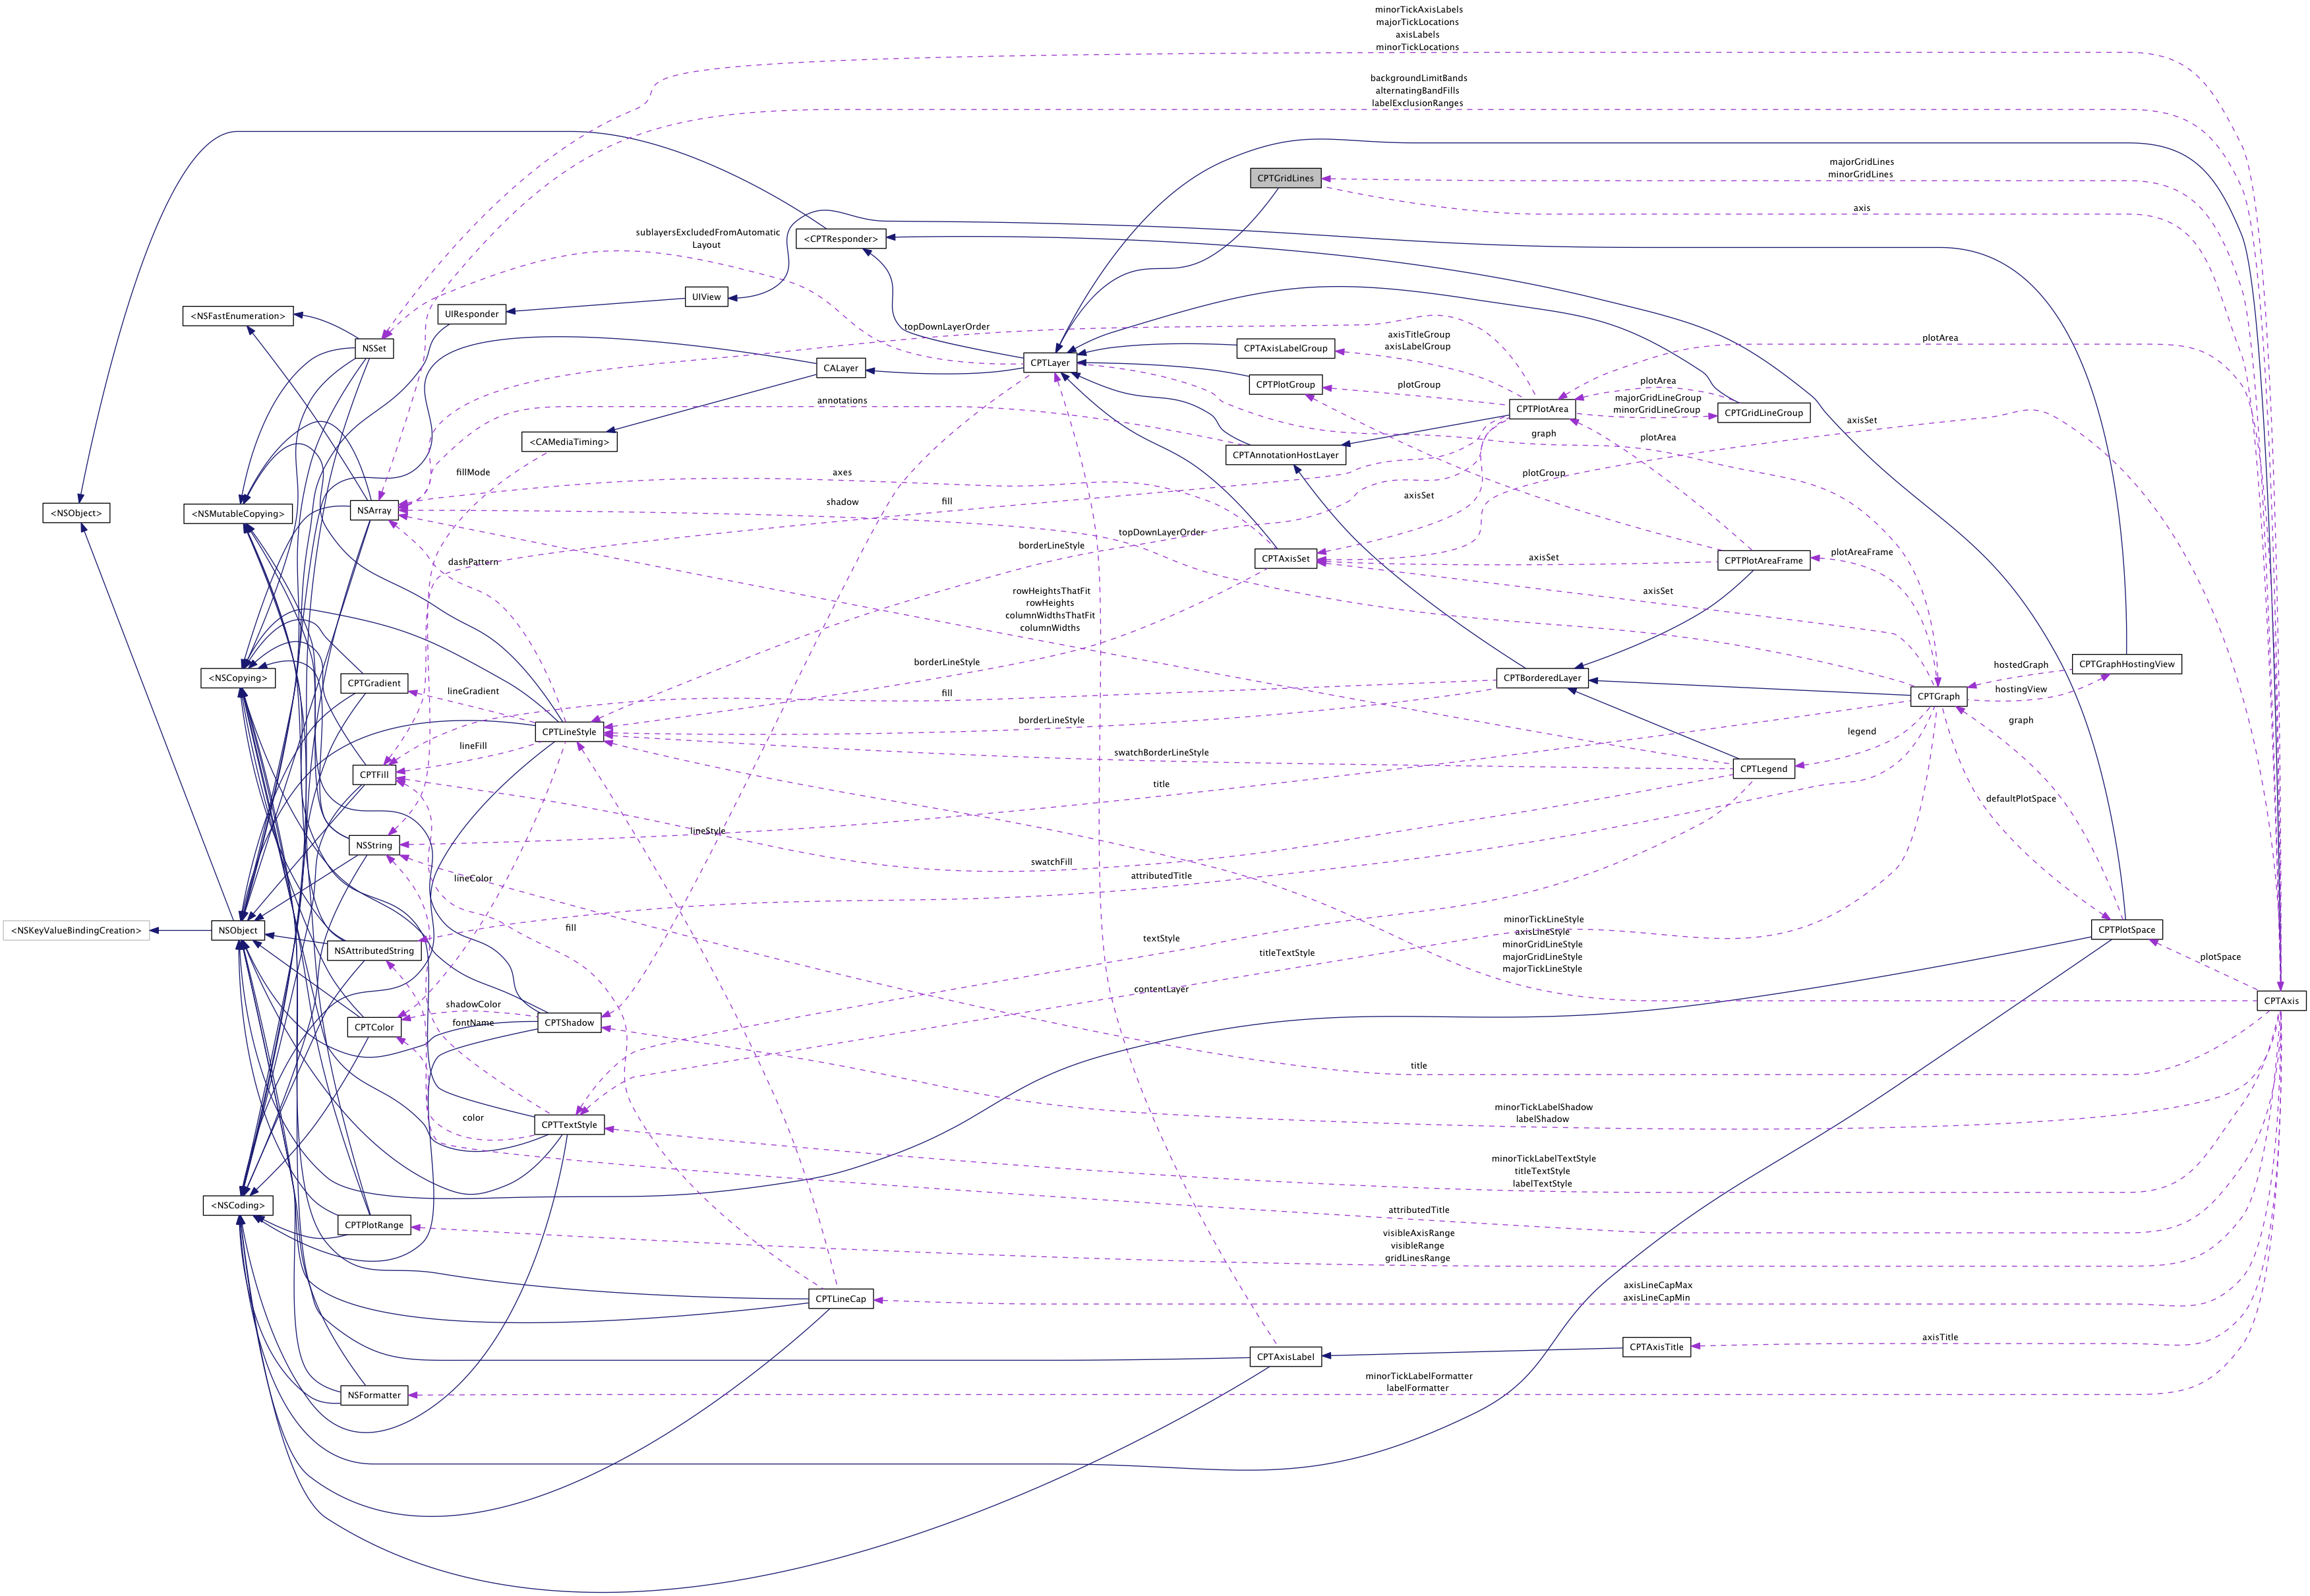 minorTickAxisLabels
majorTickLocations
axisLabels
minorTickLocations
backgroundLimitBands
alternatingBandFills
labelExclusionRanges
majorGridLines
minorGridLines
CPTGridLines
axis
sublayersExcludedFromAutomatic
Layout
<CPTResponder>
UIView
<NSFastEnumeration>
UIResponder
topDownLayerOrder
NSSet
CPTLayer
CALayer
axisTitleGroup
axisLabelGroup
CPTAxisLabelGroup
plotArea
CPTPlotGroup
plotGroup
plotArea
annotations
CPTPlotArea
majorGridLineGroup
minorGridLineGroup
CPTGridLineGroup
axisSet
<CAMediaTiming>
graph
plotArea
CPTAnnotationHostLayer
fillMode
axes
plotGroup
<NSObject>
<NSMutableCopying>
NSArray
shadow
fill
axisSet
topDownLayerOrder
borderLineStyle
dashPattern
CPTAxisSet
axisSet
CPTPlotAreaFrame
plotAreaFrame
rowHeightsThatFit
rowHeights
columnWidthsThatFit
columnWidths
axisSet
borderLineStyle
hostedGraph
CPTGraphHostingView
<NSCopying>
CPTGradient
lineGradient
fill
CPTBorderedLayer
CPTGraph
hostingView
borderLineStyle
graph
CPTLineStyle
legend
lineFill
swatchBorderLineStyle
CPTLegend
CPTFill
title
defaultPlotSpace
NSString
lineStyle
swatchFill
lineColor
attributedTitle
<NSKeyValueBindingCreation>
NSObject
fill
minorTickLineStyle
axisLineStyle
minorGridLineStyle
majorGridLineStyle
majorTickLineStyle
CPTPlotSpace
NSAttributedString
textStyle
titleTextStyle
plotSpace
contentLayer
CPTAxis
shadowColor
CPTColor
fontName
CPTShadow
title
minorTickLabelShadow
labelShadow
color
CPTTextStyle
minorTickLabelTextStyle
titleTextStyle
labelTextStyle
<NSCoding>
CPTPlotRange
attributedTitle
visibleAxisRange
visibleRange
gridLinesRange
CPTLineCap
axisLineCapMax
axisLineCapMin
CPTAxisLabel
CPTAxisTitle
axisTitle
NSFormatter
minorTickLabelFormatter
labelFormatter